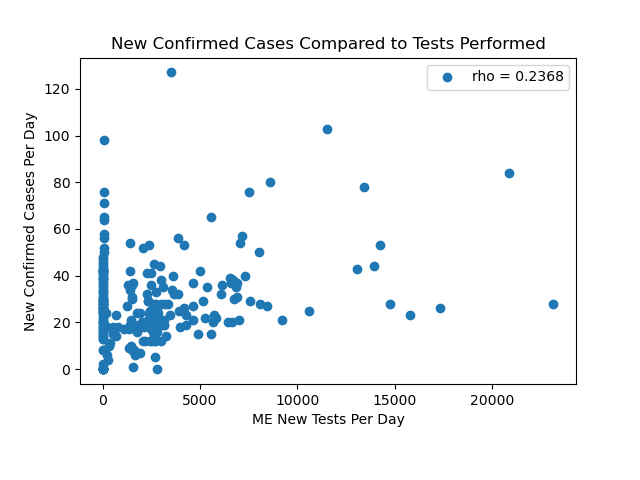 New Confirmed Cases Compared to Tests Performed
rho = 0.2368
New Confirmed Caeses Per Day
120
100
80
60
40
20
0
0 5000 10000 15000 20000
ME New Tests Per Day